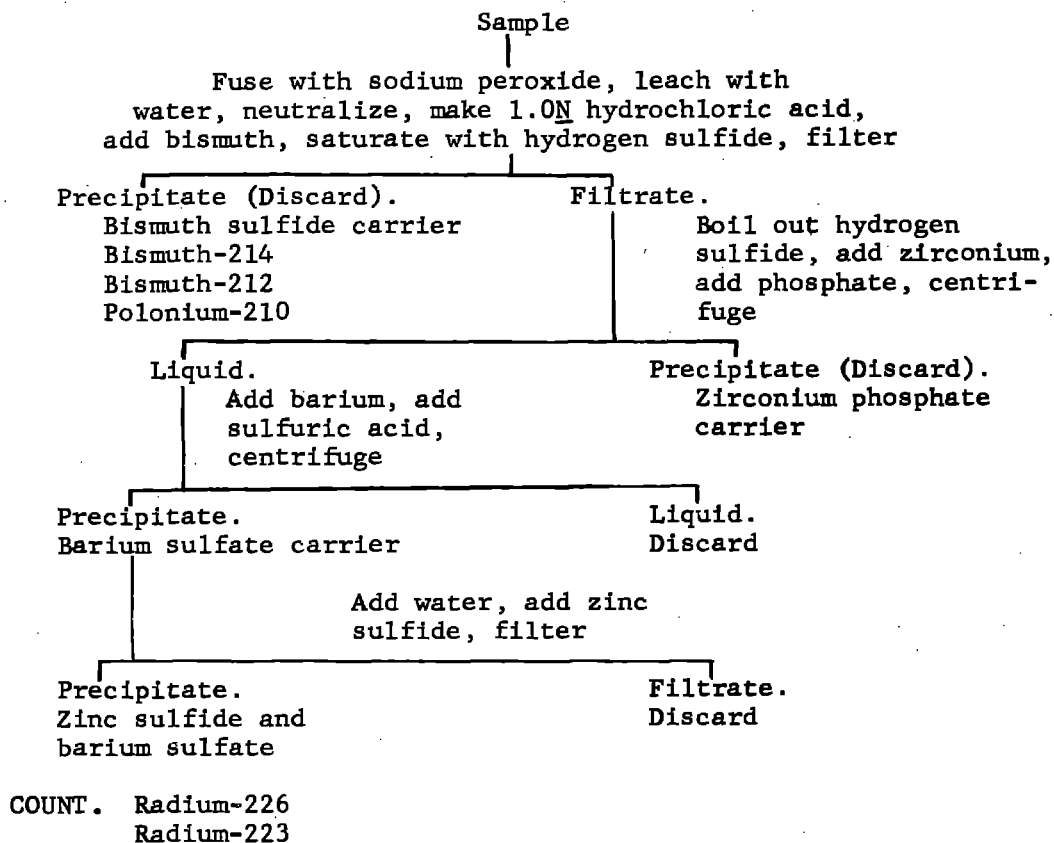 Sample
Fuse with sodium peroxide, leach with
water, neutralize, make 1.0N hydrochloric acid,
add bismuth, saturate with hydrogen sulfide, filter
Precipitate (Discard).
Bismuth sulfide carrier
Bismuth-214
Bismuth-212
Polonium-210
Filtrate.
Boil out hydrogen
sulfide, add zirconium,
add phosphate, centri-
fuge
Liquid.
Add barium, add
sulfuric acid,
centrifuge
Precipitate (Discard).
Zirconium phosphate
carrier
Precipitate.
Barium sulfate carrier
Liquid.
Discard
Add water, add zinc
sulfide, filter
Precipitate.
Zinc sulfide and
barium sulfate
Filtrate.
Discard
COUNT. Radium-226
Radium-223